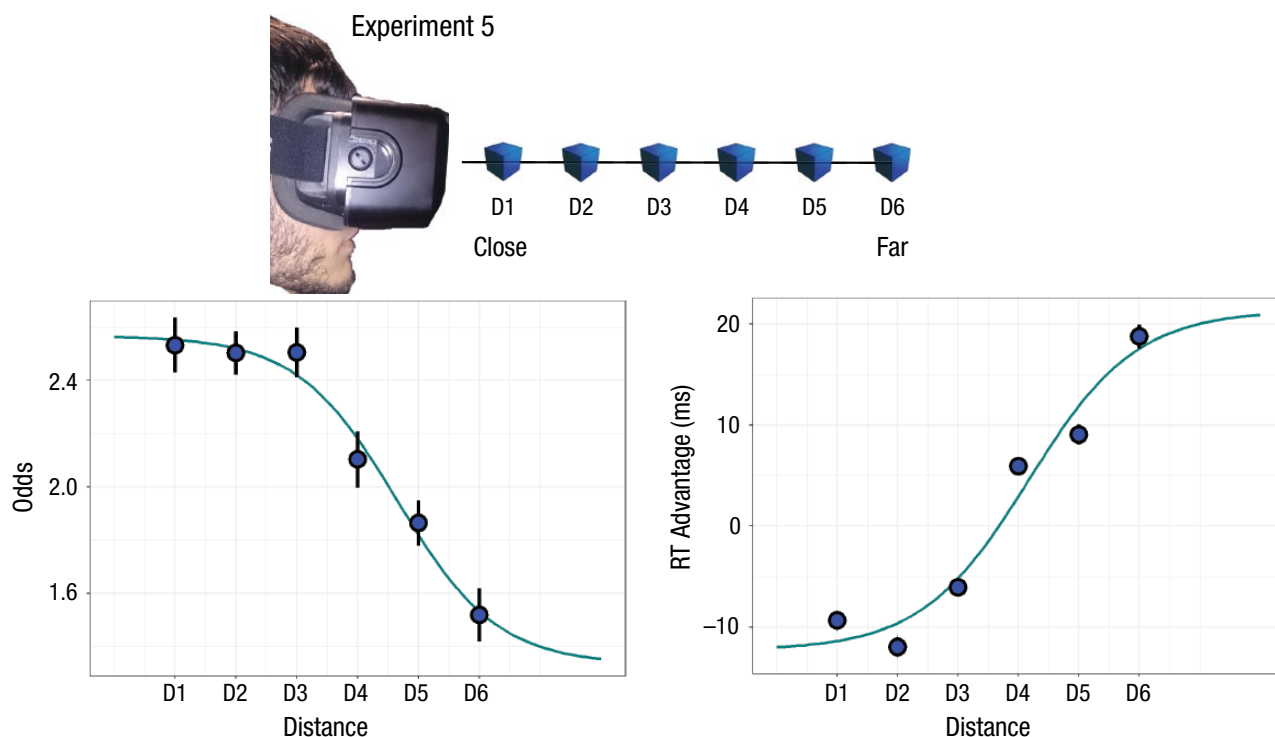 Experiment 5
D1 D2 D3 D4 D5 D6
Close Far
2.4
2.0
1.6
Odds
D1 D2 D3 D4 D5 D6
Distance
20
10
0
–10
RT Advantage (ms)
D1 D2 D3 D4 D5 D6
Distance